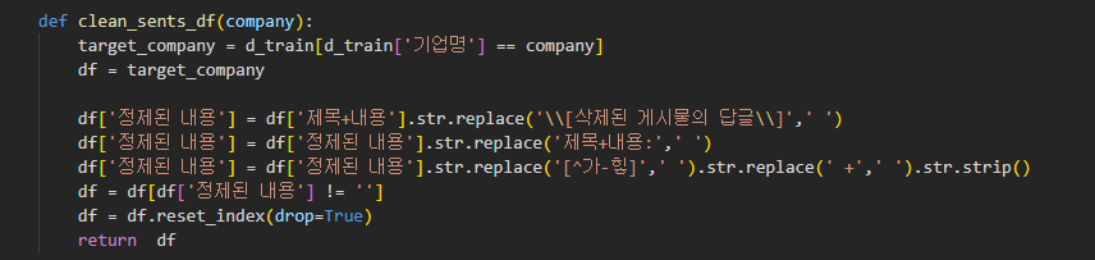 def clean_sents_df(company):
    target_company = d_train[d_train['기업명'] == company]
    df = target_company

    df['정제된 내용'] = df['제목+내용'].str.replace('\\[삭제된 게시물의 답글\\]',' ')
    df['정제된 내용'] = df['정제된 내용'].str.replace('제목+내용:',' ')
    df['정제된 내용'] = df['정제된 내용'].str.replace('[^가-힣]',' ').str.replace(' +',' ').str.strip()
    df = df[df['정제된 내용'] != '']
    df = df.reset_index(drop=True)
    return  df